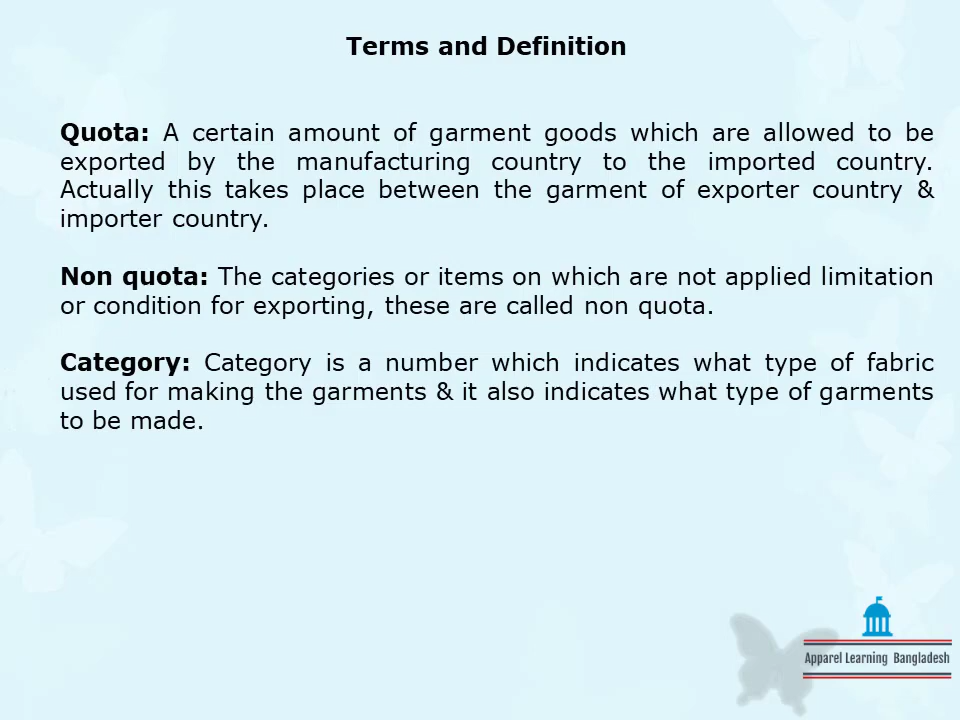 Terms and Definition
Quota: A certain amount of garment goods which are allowed to be
exported by the manufacturing country to the imported country.
Actually this takes place between the garment of exporter country &
importer country.
Non quota: The categories or items on which are not applied limitation
or condition for exporting, these are called non quota.
Category: Category is a number which indicates what type of fabric
used for making the garments & it also indicates what type of garments
to be made.
Apparel Learning Bangladesh